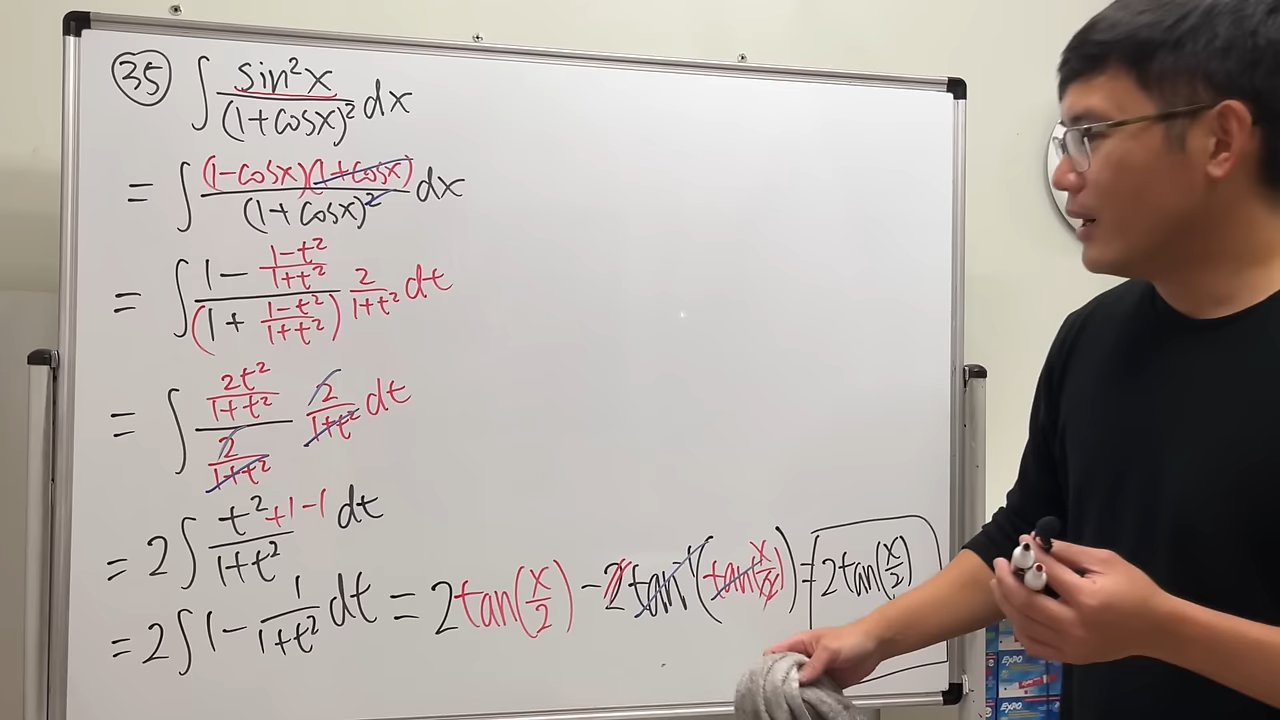 35 ∫ sin²x / (1+cosx)² dx
= ∫ (1-cosx)(1+cosx) / (1+cosx)² dx
= ∫ (1 - (1-t²)/(1+t²)) / (1 + (1-t²)/(1+t²)) 2/(1+t²) dt
= ∫ (2t²/(1+t²)) / (2/(1+t²)) 2/(1+t²) dt
= 2∫ (t²+1-1)/(1+t²) dt
= 2∫ 1 - 1/(1+t²) dt = 2tan(x/2) - 2tan⁻¹(tan(x/2)) = 2tan(x/2)
EXPO
EXPO